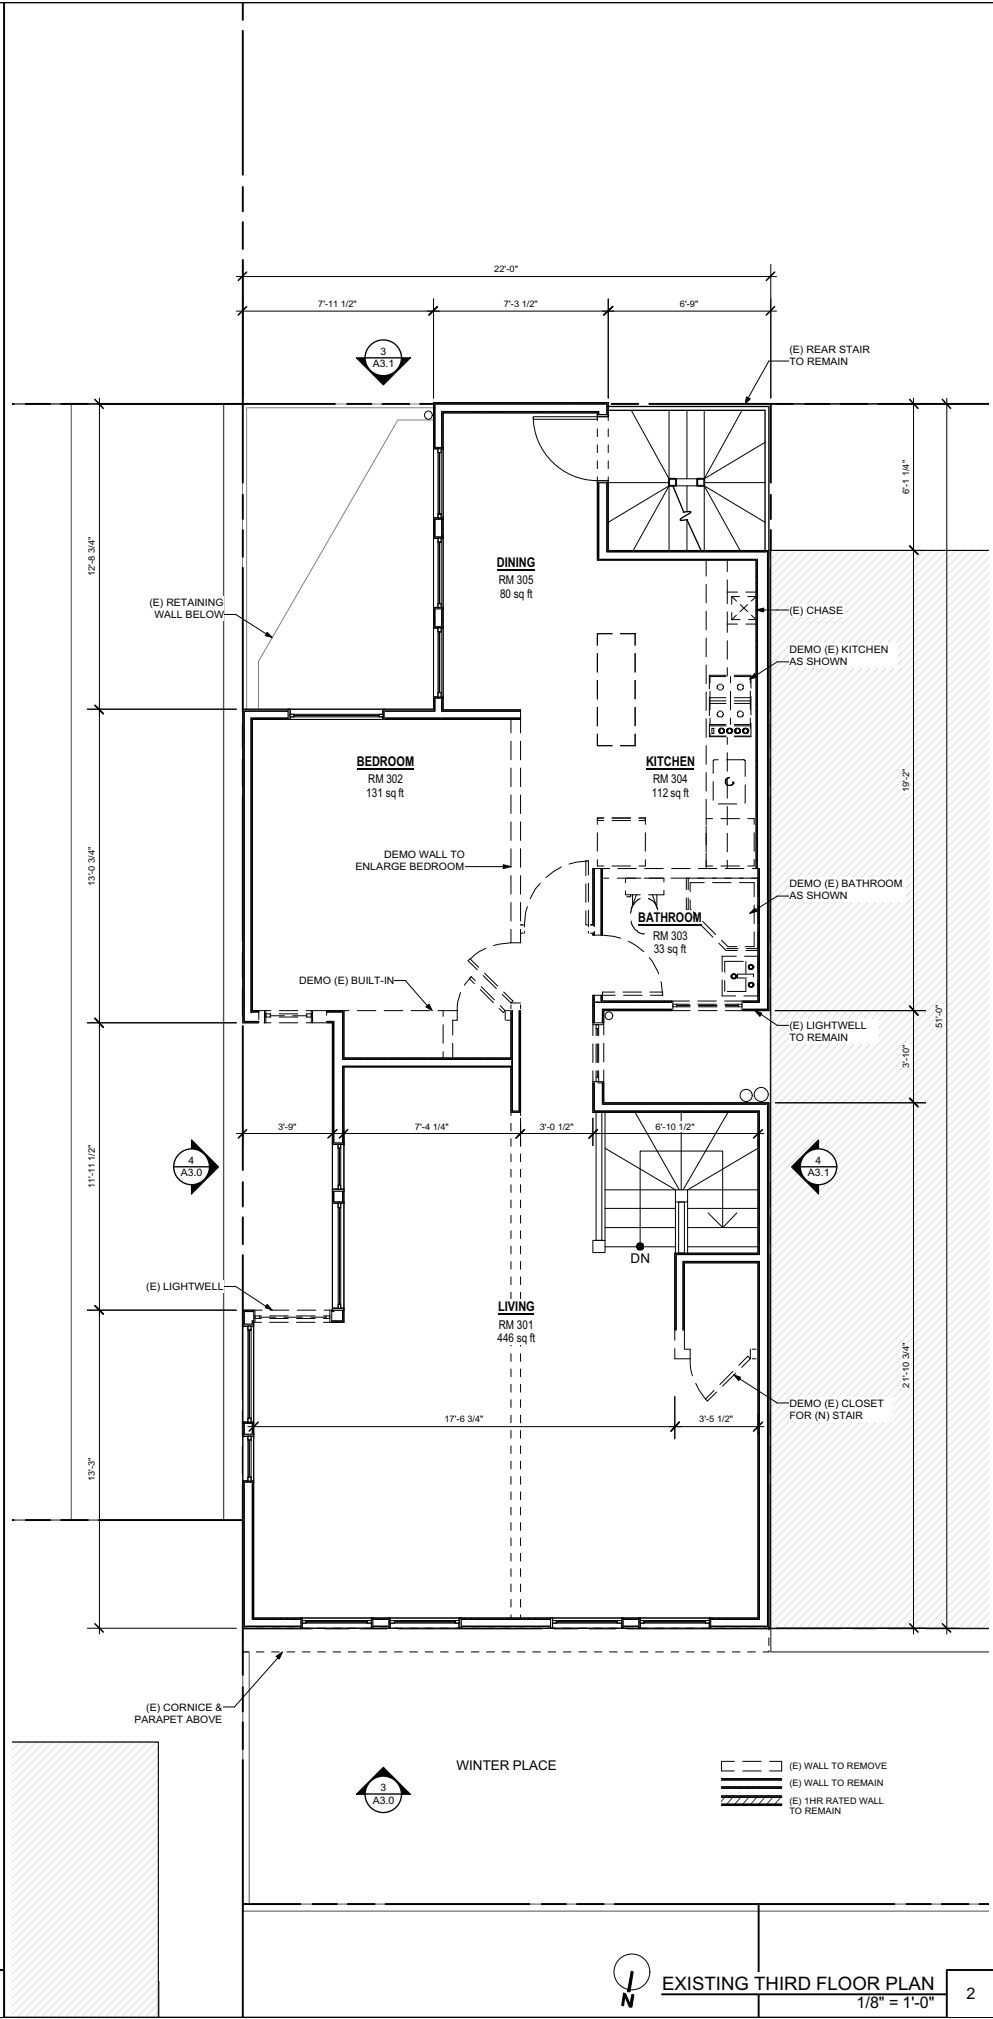 22'-0"
7'-11 1/2"
7'-3 1/2"
6'-9"
3
A3.1
(E) REAR STAIR
TO REMAIN
6'-1 1/4"
12'-8 3/4"
DINING
RM 305
80 sq ft
(E) RETAINING
WALL BELOW
(E) CHASE
DEMO (E) KITCHEN
AS SHOWN
BEDROOM
RM 302
131 sq ft
KITCHEN
RM 304
112 sq ft
19'-2"
DEMO WALL TO
ENLARGE BEDROOM
13'-0 3/4"
DEMO (E) BATHROOM
AS SHOWN
BATHROOM
RM 303
33 sq ft
DEMO (E) BUILT-IN
(E) LIGHTWELL
TO REMAIN
51'-0"
3'-10"
3'-9"
7'-4 1/4"
3'-0 1/2"
6'-10 1/2"
4
A3.0
4
A3.1
11'-11 1/2"
DN
(E) LIGHTWELL
LIVING
RM 301
446 sq ft
21'-10 3/4"
DEMO (E) CLOSET
FOR (N) STAIR
17'-6 3/4"
3'-5 1/2"
13'-3"
(E) CORNICE &
PARAPET ABOVE
WINTER PLACE
3
A3.0
(E) WALL TO REMOVE
(E) WALL TO REMAIN
(E) 1HR RATED WALL
TO REMAIN
N
EXISTING THIRD FLOOR PLAN
1/8" = 1'-0"
2